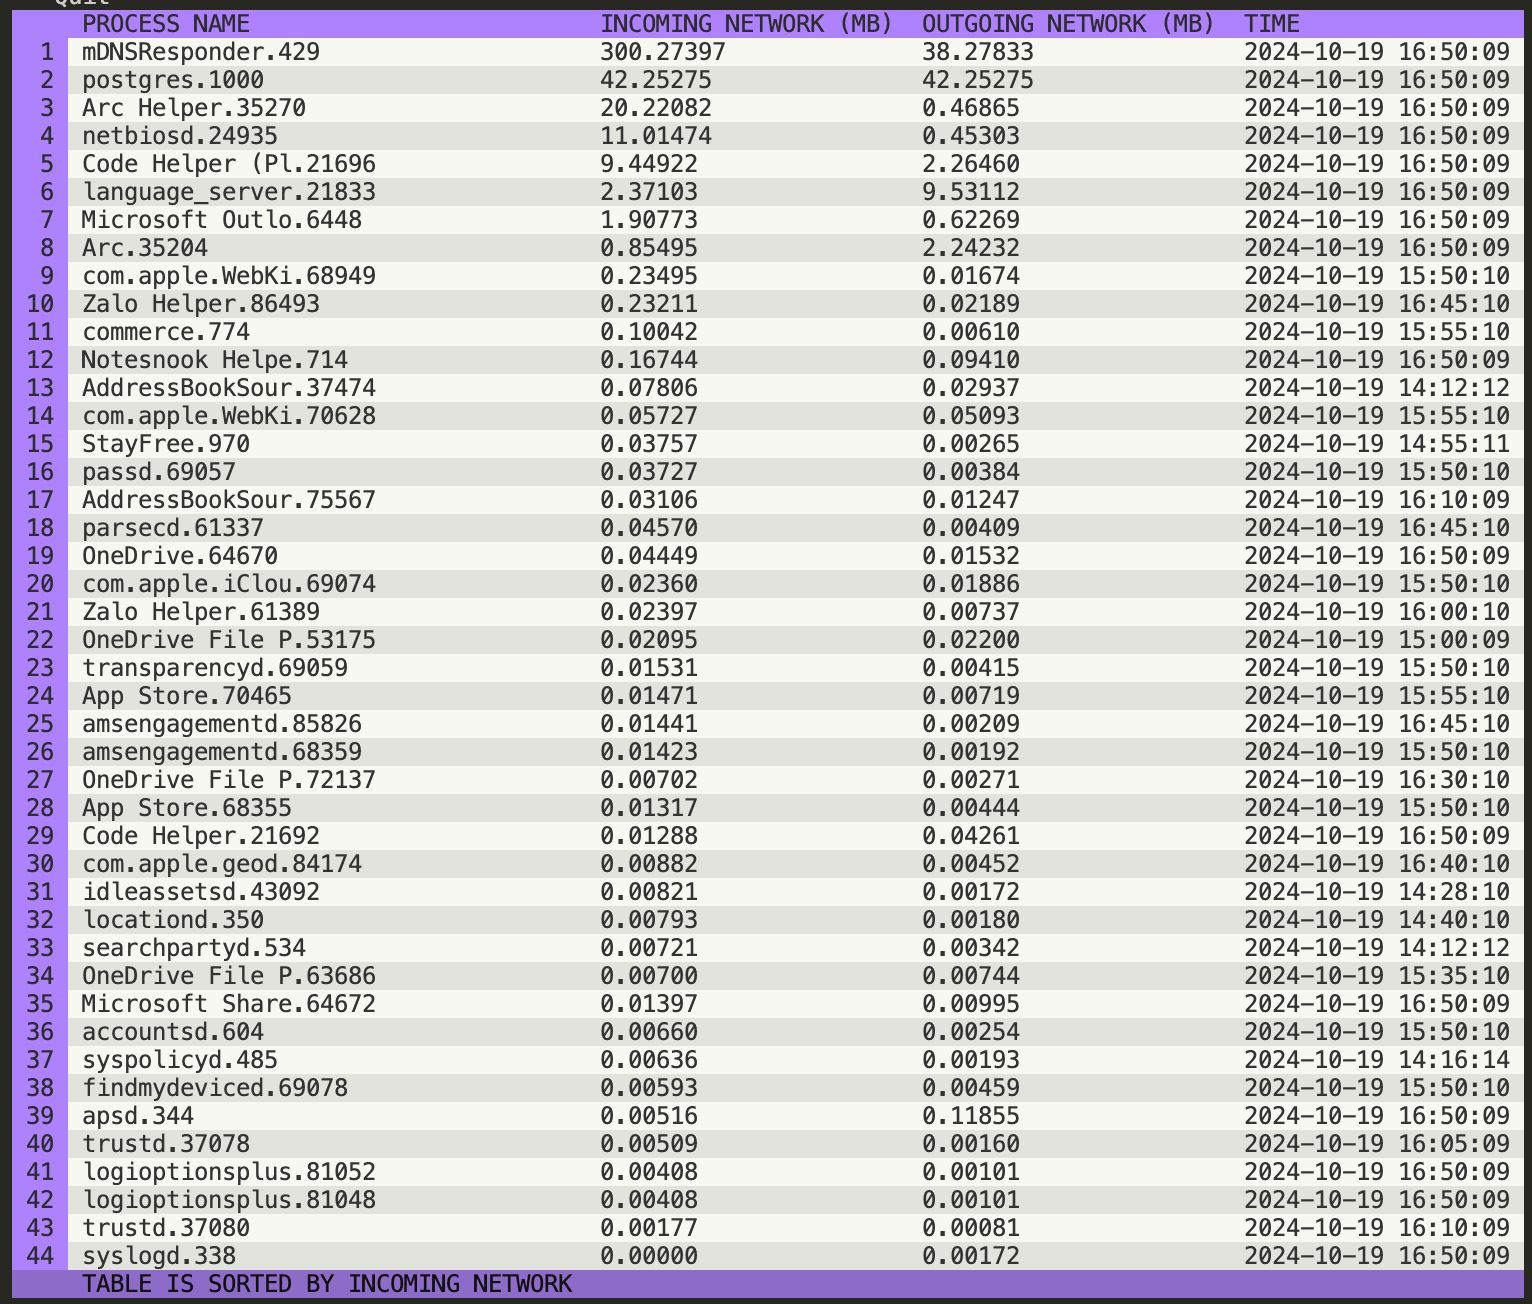 Quit
PROCESS NAME INCOMING NETWORK (MB) OUTGOING NETWORK (MB) TIME
1 mDNSResponder.429 300.27397 38.27833 2024-10-19 16:50:09
2 postgres.1000 42.25275 42.25275 2024-10-19 16:50:09
3 Arc Helper.35270 20.22082 0.46865 2024-10-19 16:50:09
4 netbiosd.24935 11.01474 0.45303 2024-10-19 16:50:09
5 Code Helper (Pl.21696 9.44922 2.26460 2024-10-19 16:50:09
6 language_server.21833 2.37103 9.53112 2024-10-19 16:50:09
7 Microsoft Outlo.6448 1.90773 0.62269 2024-10-19 16:50:09
8 Arc.35204 0.85495 2.24232 2024-10-19 16:50:09
9 com.apple.WebKi.68949 0.23495 0.01674 2024-10-19 15:50:10
10 Zalo Helper.86493 0.23211 0.02189 2024-10-19 16:45:10
11 commerce.774 0.10042 0.00610 2024-10-19 15:55:10
12 Notesnook Helpe.714 0.16744 0.09410 2024-10-19 16:50:09
13 AddressBookSour.37474 0.07806 0.02937 2024-10-19 14:12:12
14 com.apple.WebKi.70628 0.05727 0.05093 2024-10-19 15:55:10
15 StayFree.970 0.03757 0.00265 2024-10-19 14:55:11
16 passd.69057 0.03727 0.00384 2024-10-19 15:50:10
17 AddressBookSour.75567 0.03106 0.01247 2024-10-19 16:10:09
18 parsecd.61337 0.04570 0.00409 2024-10-19 16:45:10
19 OneDrive.64670 0.04449 0.01532 2024-10-19 16:50:09
20 com.apple.iClou.69074 0.02360 0.01886 2024-10-19 15:50:10
21 Zalo Helper.61389 0.02397 0.00737 2024-10-19 16:00:10
22 OneDrive File P.53175 0.02095 0.02200 2024-10-19 15:00:09
23 transparencyd.69059 0.01531 0.00415 2024-10-19 15:50:10
24 App Store.70465 0.01471 0.00719 2024-10-19 15:55:10
25 amsengagementd.85826 0.01441 0.00209 2024-10-19 16:45:10
26 amsengagementd.68359 0.01423 0.00192 2024-10-19 15:50:10
27 OneDrive File P.72137 0.00702 0.00271 2024-10-19 16:30:10
28 App Store.68355 0.01317 0.00444 2024-10-19 15:50:10
29 Code Helper.21692 0.01288 0.04261 2024-10-19 16:50:09
30 com.apple.geod.84174 0.00882 0.00452 2024-10-19 16:40:10
31 idleassetsd.43092 0.00821 0.00172 2024-10-19 14:28:10
32 locationd.350 0.00793 0.00180 2024-10-19 14:40:10
33 searchpartyd.534 0.00721 0.00342 2024-10-19 14:12:12
34 OneDrive File P.63686 0.00700 0.00744 2024-10-19 15:35:10
35 Microsoft Share.64672 0.01397 0.00995 2024-10-19 16:50:09
36 accountsd.604 0.00660 0.00254 2024-10-19 15:50:10
37 syspolicyd.485 0.00636 0.00193 2024-10-19 14:16:14
38 findmydeviced.69078 0.00593 0.00459 2024-10-19 15:50:10
39 apsd.344 0.00516 0.11855 2024-10-19 16:50:09
40 trustd.37078 0.00509 0.00160 2024-10-19 16:05:09
41 logioptionsplus.81052 0.00408 0.00101 2024-10-19 16:50:09
42 logioptionsplus.81048 0.00408 0.00101 2024-10-19 16:50:09
43 trustd.37080 0.00177 0.00081 2024-10-19 16:10:09
44 syslogd.338 0.00000 0.00172 2024-10-19 16:50:09
TABLE IS SORTED BY INCOMING NETWORK